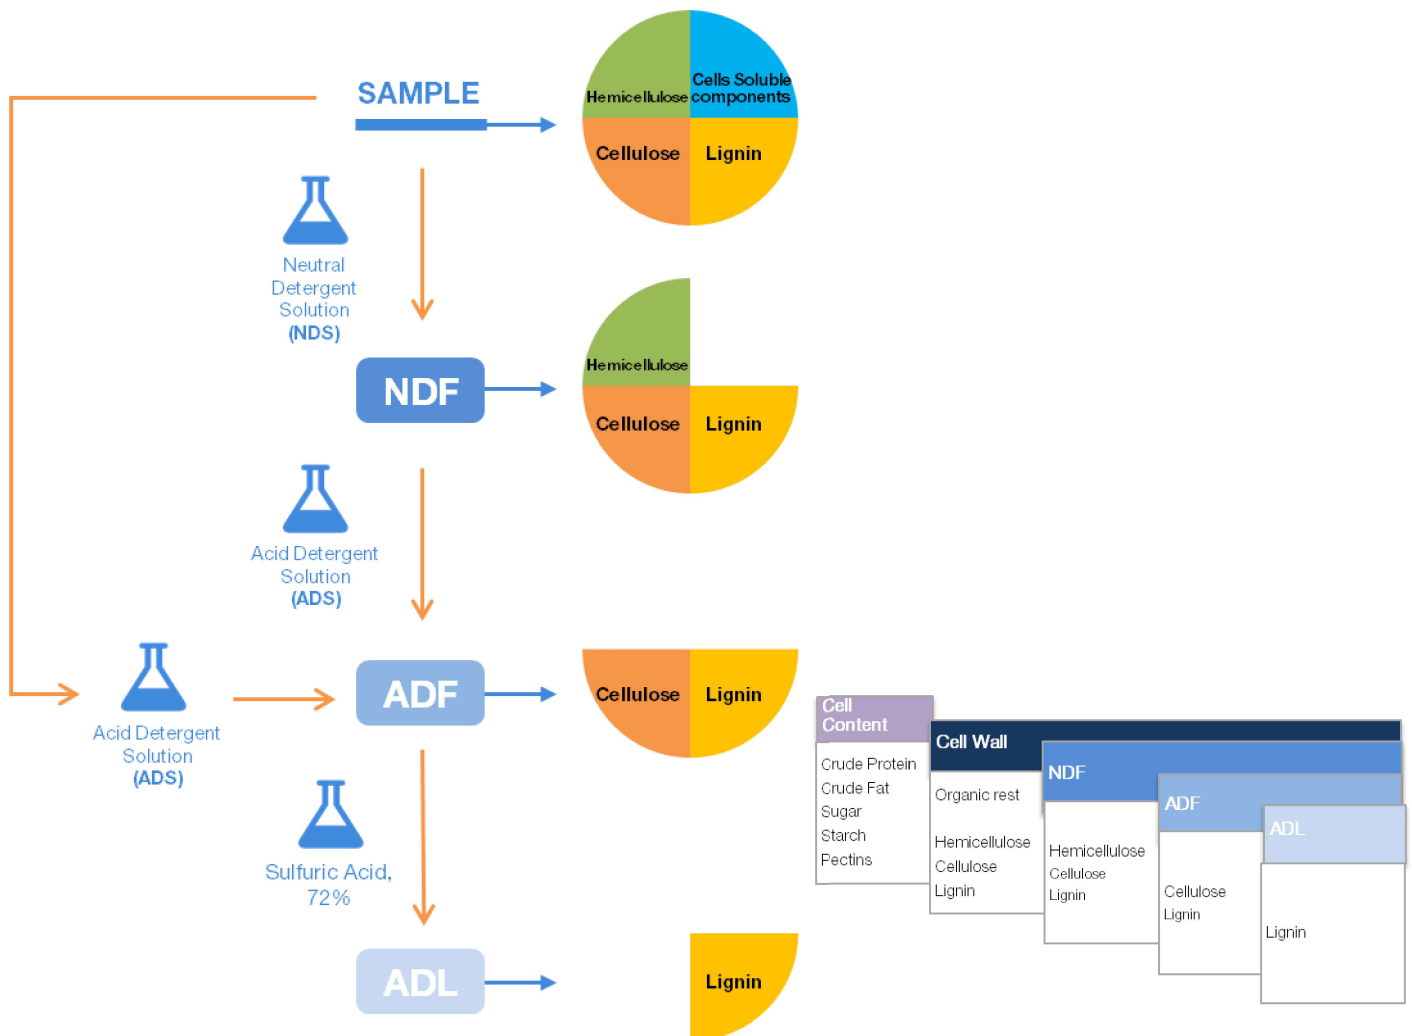 SAMPLE
Hemicellulose
Cells Soluble
components
Cellulose
Lignin
Neutral
Detergent
Solution
(NDS)
NDF
Hemicellulose
Cellulose
Lignin
Acid Detergent
Solution
(ADS)
Acid Detergent
Solution
(ADS)
ADF
Cellulose
Lignin
Sulfuric Acid,
72%
ADL
Lignin
Cell
Content
Crude Protein
Crude Fat
Sugar
Starch
Pectins
Cell Wall
Organic rest
Hemicellulose
Cellulose
Lignin
NDF
Hemicellulose
Cellulose
Lignin
ADF
Cellulose
Lignin
ADL
Lignin